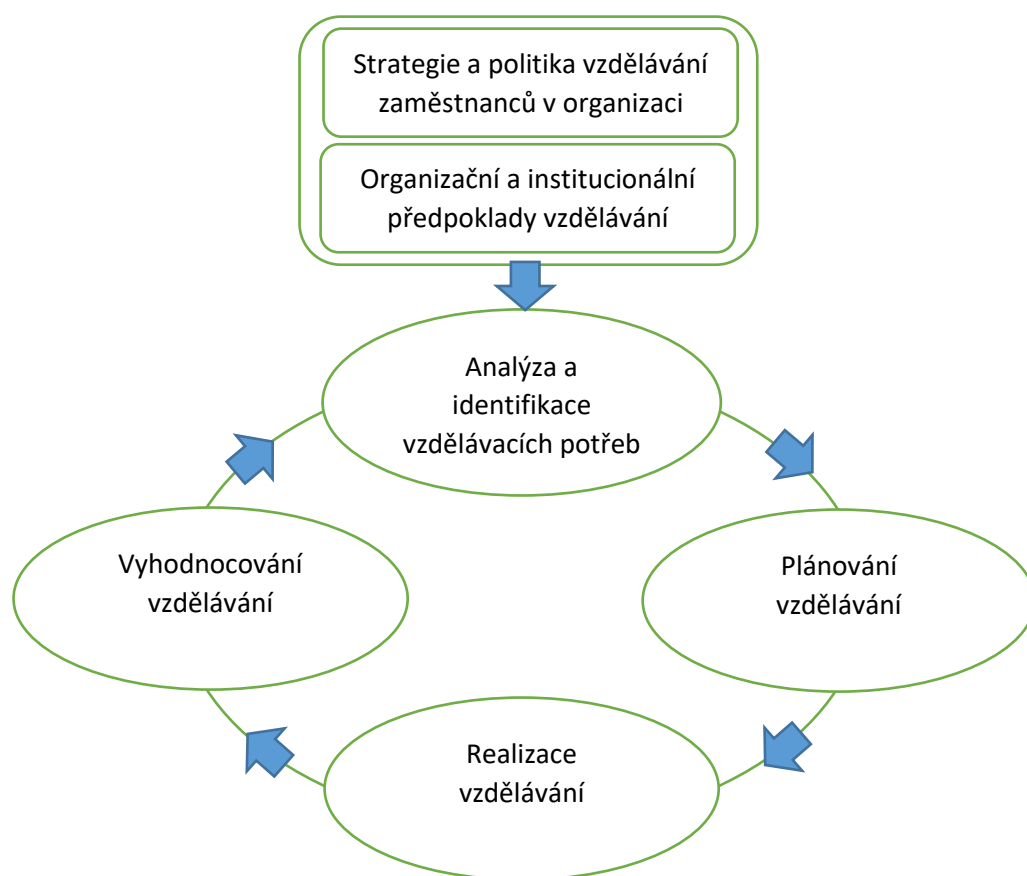 Strategie a politika vzdělávání
zaměstnanců v organizaci
Organizační a institucionální
předpoklady vzdělávání
Analýza a
identifikace
vzdělávacích potřeb
Vyhodnocování
vzdělávání
Plánování
vzdělávání
Realizace
vzdělávání